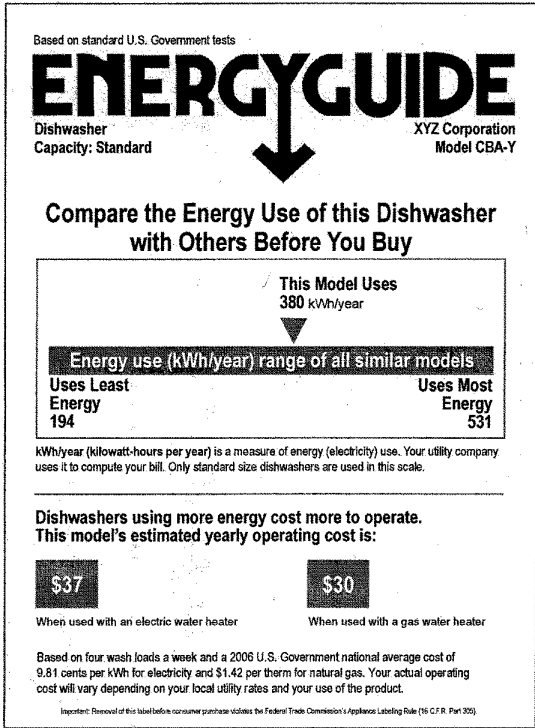 Based on standard U.S. Government tests
ENERGYGUIDE
Dishwasher
Capacity: Standard
XYZ Corporation
Model CBA-Y
Compare the Energy Use of this Dishwasher
with Others Before You Buy
This Model Uses
380 kWh/year
Energy use (kWh/year) range of all similar models
Uses Least
Energy
194
Uses Most
Energy
531
kWh/year (kilowatt-hours per year) is a measure of energy (electricity) use. Your utility company
uses it to compute your bill. Only standard size dishwashers are used in this scale.
Dishwashers using more energy cost more to operate.
This model's estimated yearly operating cost is:
$37
When used with an electric water heater
$30
When used with a gas water heater
Based on four wash loads a week and a 2006 U.S. Government national average cost of
9.81 cents per kWh for electricity and $1.42 per therm for natural gas. Your actual operating
cost will vary depending on your local utility rates and your use of the product.
Important: Removal of this label before consumer purchase violates the Federal Trade Commission's Appliance Labeling Rule (16 C.F.R. Part 305).